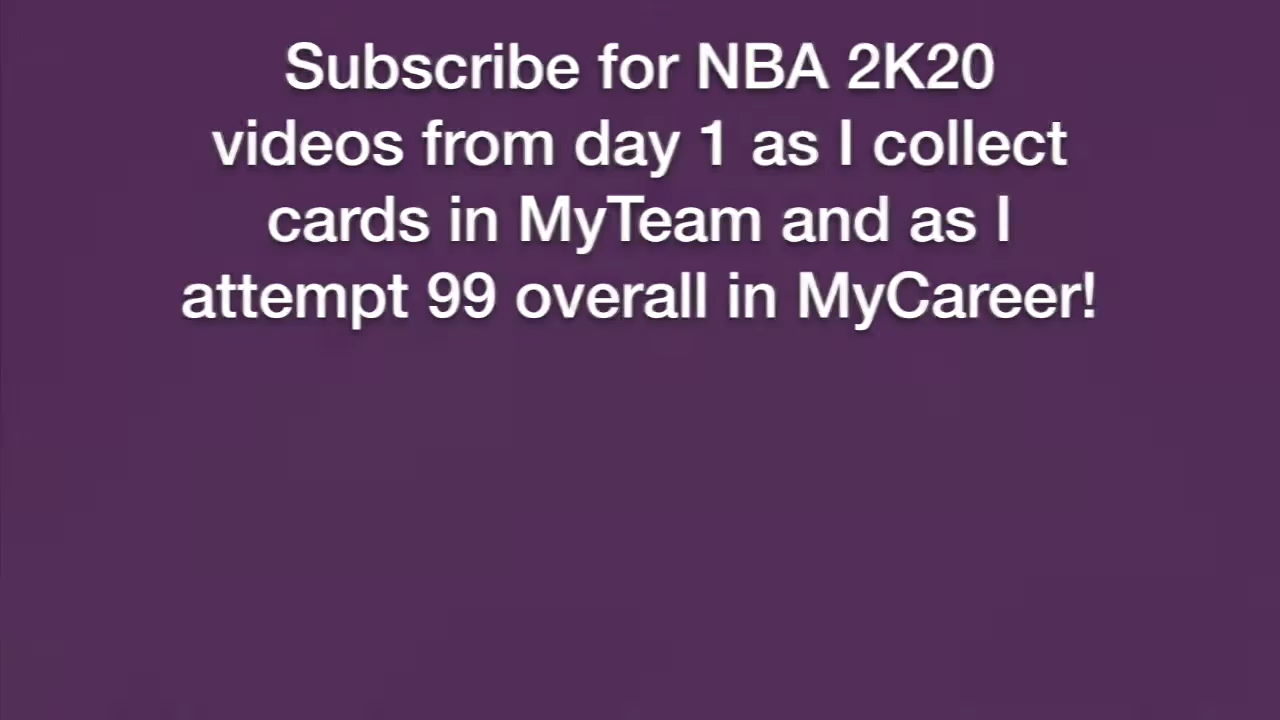 Subscribe for NBA 2K20
videos from day 1 as I collect
cards in MyTeam and as I
attempt 99 overall in MyCareer!